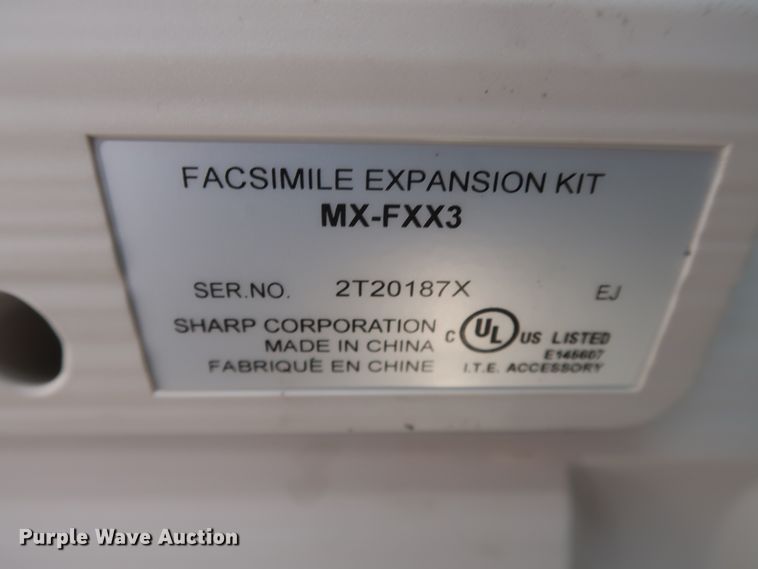 FACSIMILE EXPANSION KIT
MX-FXX3
SER.NO. 2T20187X EJ
SHARP CORPORATION
MADE IN CHINA
FABRIQUÉ EN CHINE
C UL US LISTED
E148607
I.T.E. ACCESSORY
Purple Wave Auction